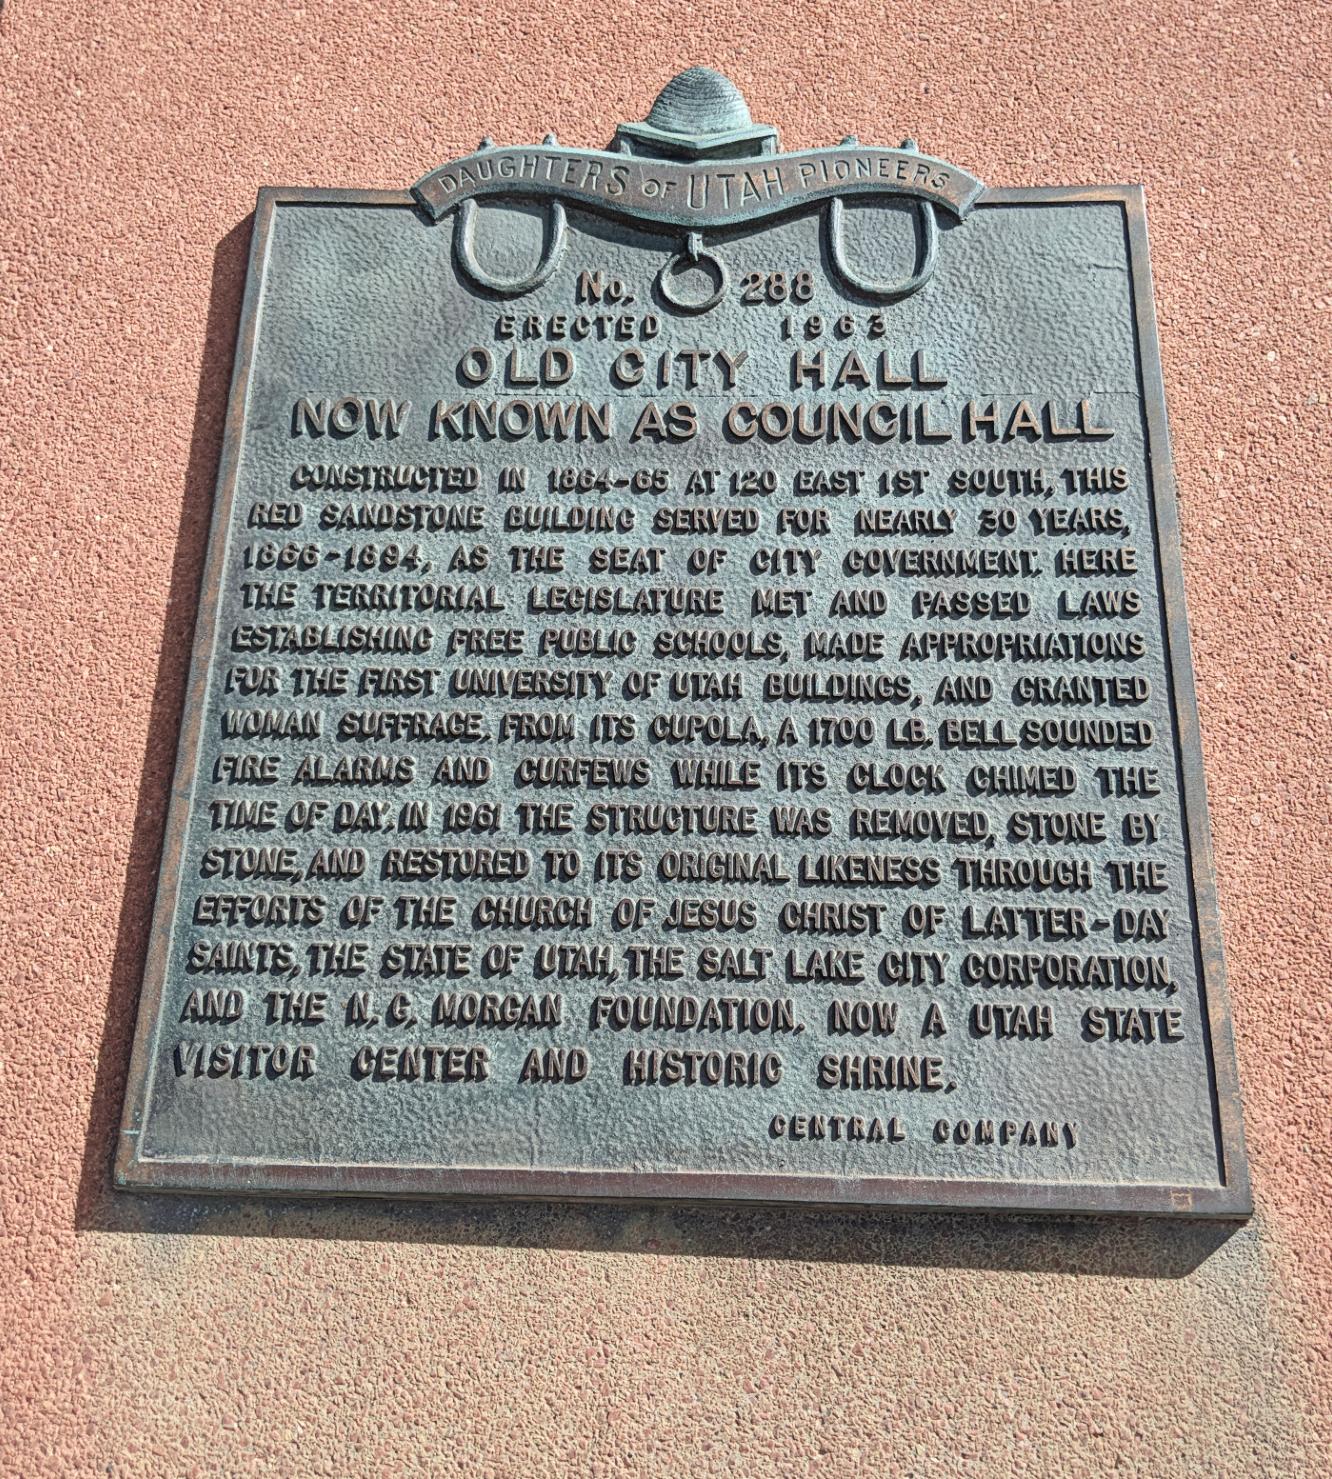 DAUGHTERS OF UTAH PIONEERS
No. 288
ERECTED 1963
OLD CITY HALL
NOW KNOWN AS COUNCIL HALL
CONSTRUCTED IN 1864-65 AT 120 EAST 1ST SOUTH, THIS
RED SANDSTONE BUILDING SERVED FOR NEARLY 30 YEARS,
1866-1894, AS THE SEAT OF CITY GOVERNMENT. HERE
THE TERRITORIAL LEGISLATURE MET AND PASSED LAWS
ESTABLISHING FREE PUBLIC SCHOOLS, MADE APPROPRIATIONS
FOR THE FIRST UNIVERSITY OF UTAH BUILDINGS, AND GRANTED
WOMAN SUFFRAGE. FROM ITS CUPOLA, A 1700 LB. BELL SOUNDED
FIRE ALARMS AND CURFEWS WHILE ITS CLOCK CHIMED THE
TIME OF DAY. IN 1961 THE STRUCTURE WAS REMOVED, STONE BY
STONE, AND RESTORED TO ITS ORIGINAL LIKENESS THROUGH THE
EFFORTS OF THE CHURCH OF JESUS CHRIST OF LATTER-DAY
SAINTS, THE STATE OF UTAH, THE SALT LAKE CITY CORPORATION,
AND THE N. G. MORGAN FOUNDATION. NOW A UTAH STATE
VISITOR CENTER AND HISTORIC SHRINE.
CENTRAL COMPANY